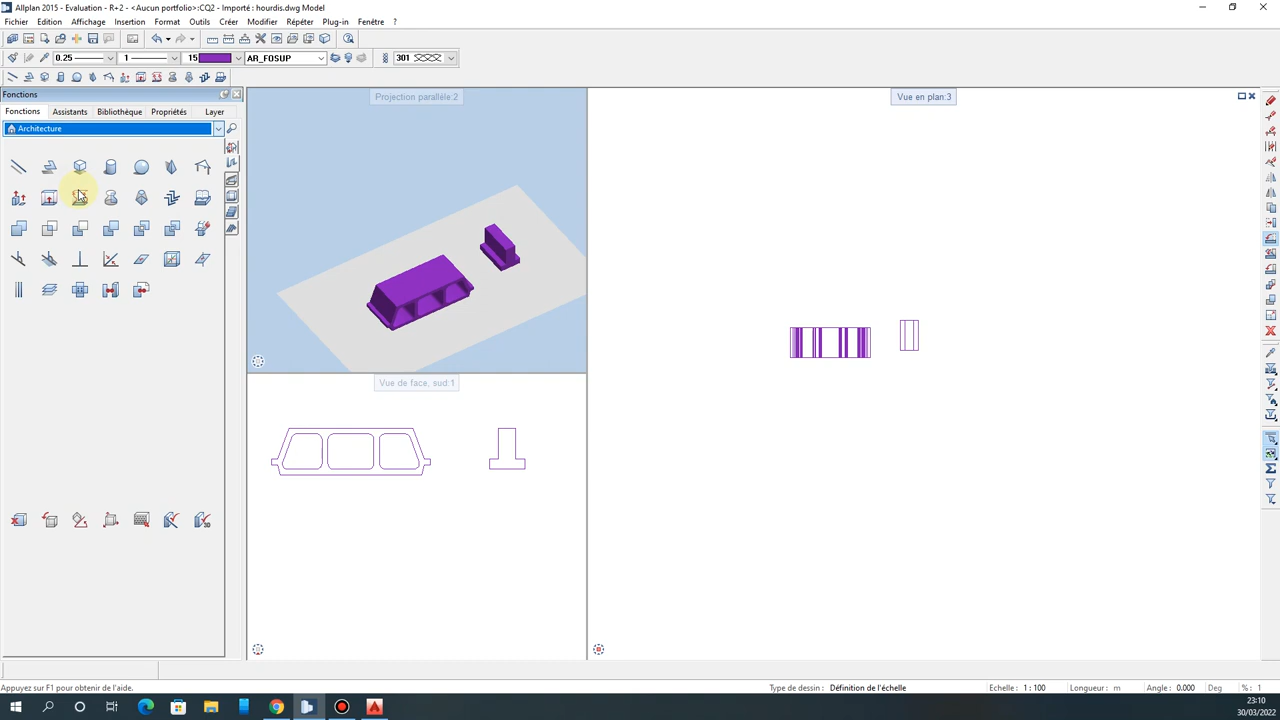 Allplan 2015 - Evaluation - R+2 - <Aucun portfolio>:CQ2 - Importé : hourdis.dwg Model
Fichier Edition Affichage Insertion Format Outils Créer Modifier Répéter Plug-in Fenêtre ?
0.25 1 15 AR_FOSUP 301
Fonctions
Fonctions Assistants Bibliothèque Propriétés Layer
Architecture
Projection paralléle:2
Vue en plan:3
Vue de face, sud:1
Appuyez sur F1 pour obtenir de l'aide.
Type de dessin : Définition de l'échelle Echelle : 1 : 100 Longueur : m Angle : 0.000 Deg % : 1
23:10
30/03/2022